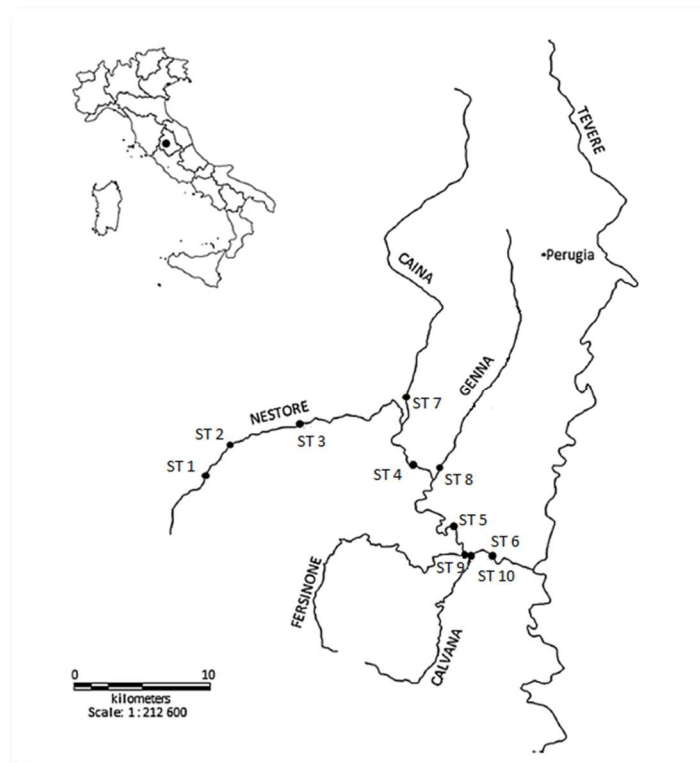 TEVERE
•Perugia
CAINA
GENNA
ST 7
NESTORE
ST 2
ST 3
ST 1
ST 4
ST 8
ST 5
ST 6
ST 9
ST 10
FERSINONE
CALVANA
0 10
kilometers
Scale: 1:212 600